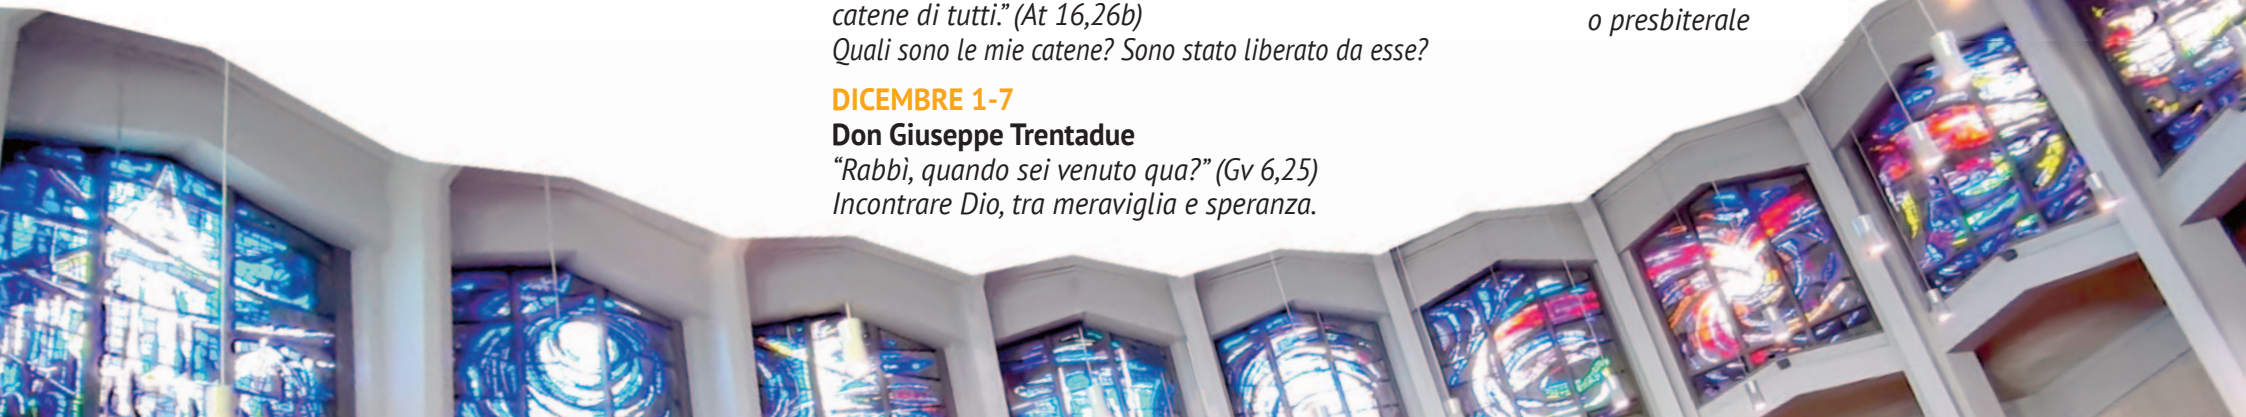 catene di tutti.” (At 16,26b)
Quali sono le mie catene? Sono stato liberato da esse?
DICEMBRE 1-7
Don Giuseppe Trentadue
“Rabbì, quando sei venuto qua?” (Gv 6,25)
Incontrare Dio, tra meraviglia e speranza.
o presbiterale